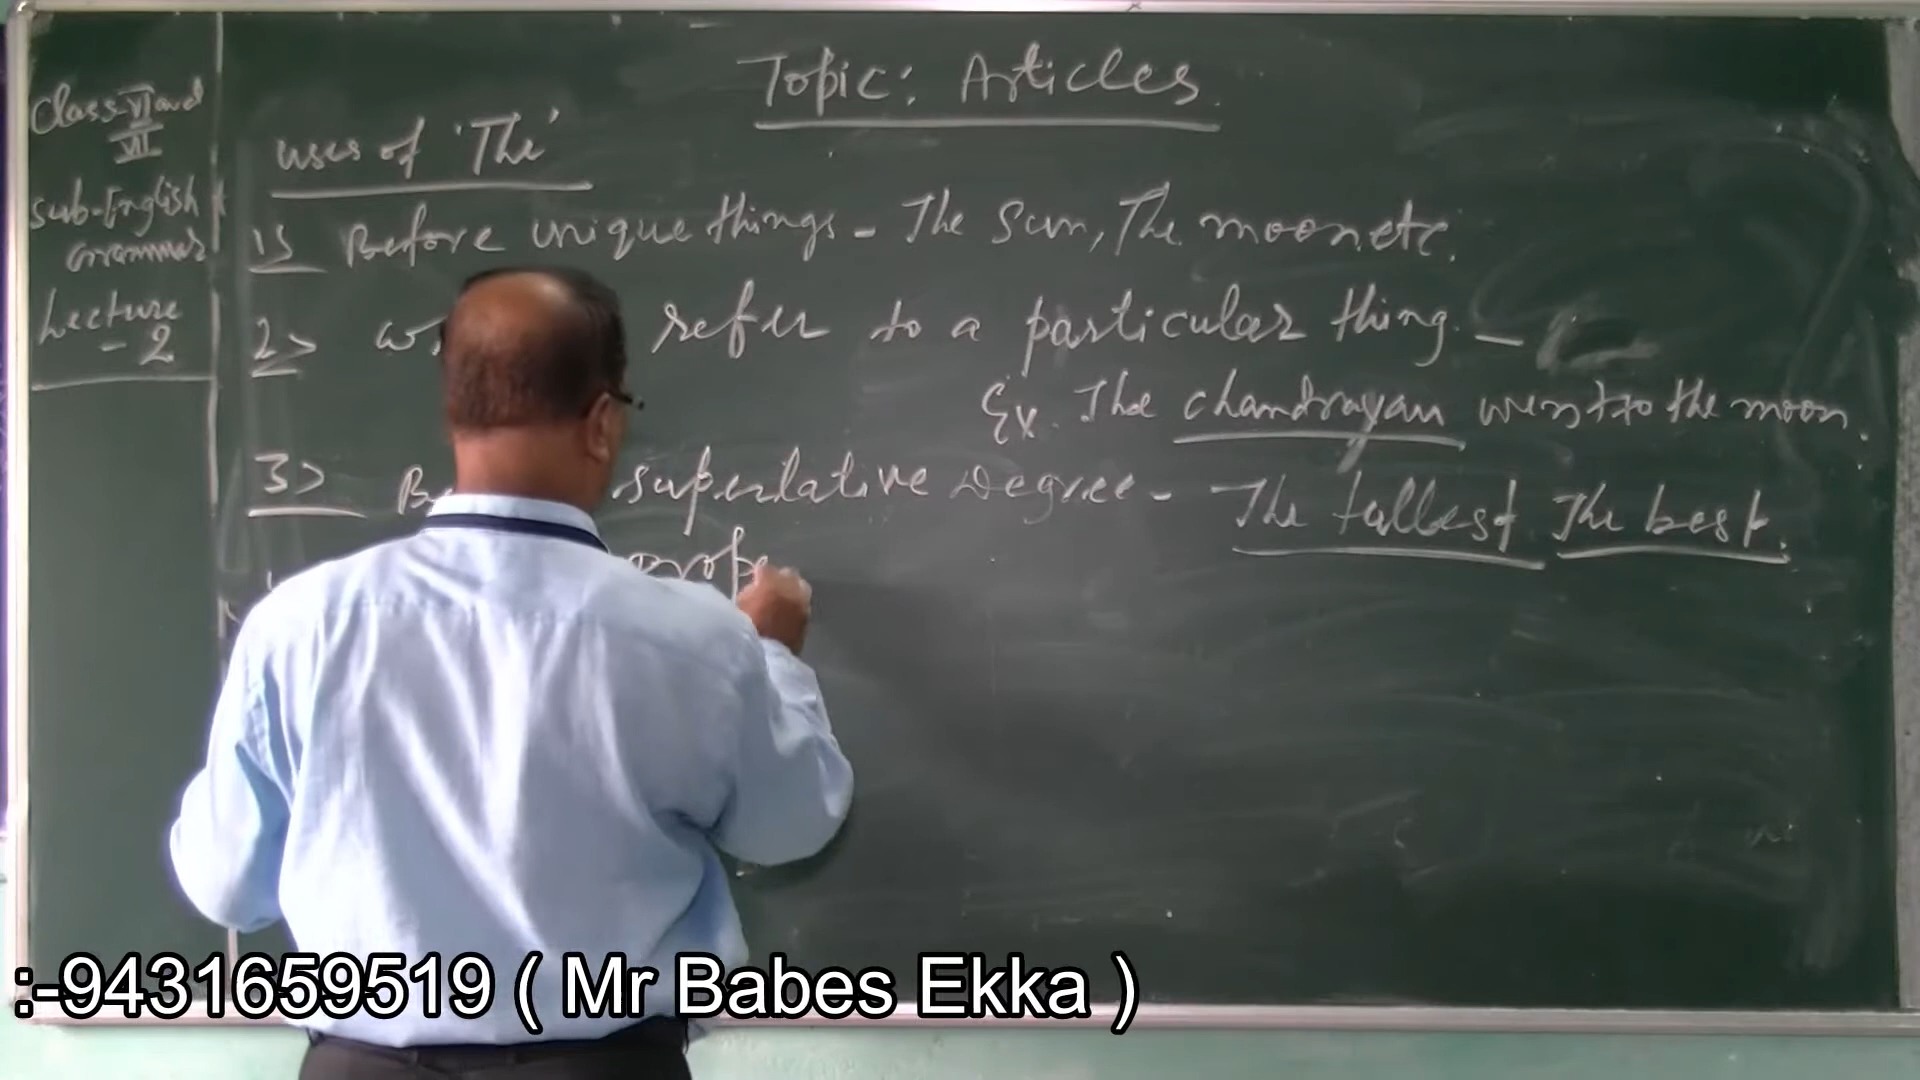 Topic: Articles.
Class-VI and
VII
Sub-English
Grammar
Lecture
- 2
uses of 'The'
1> Before unique things - The Sun, The moon etc.
2> refer to a particular thing. -
Ex. The chandrayan went to the moon.
3> superlative Degree - The tallest The best.
:-9431659519 ( Mr Babes Ekka )